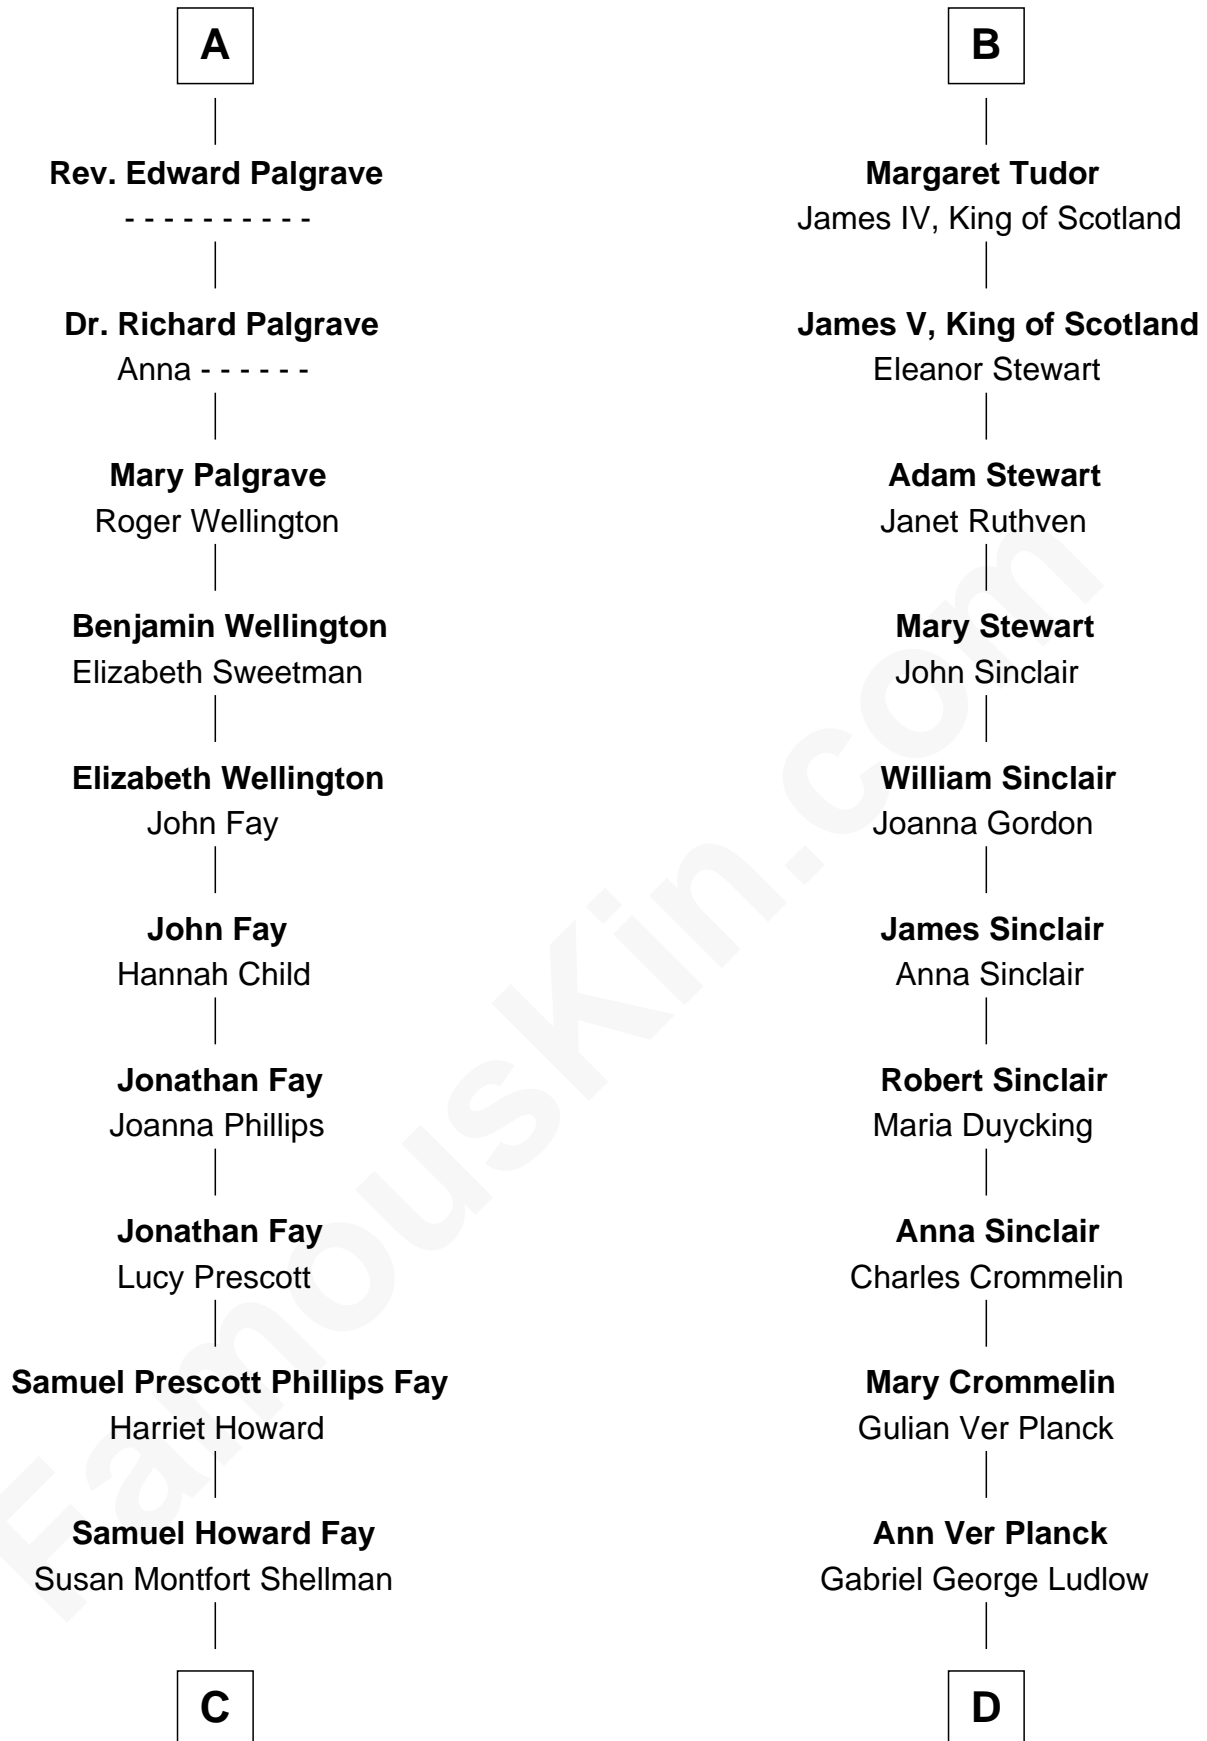 A
Rev. Edward Palgrave
- - - - - - - - - -
Dr. Richard Palgrave
Anna - - - - - -
Mary Palgrave
Roger Wellington
Benjamin Wellington
Elizabeth Sweetman
Elizabeth Wellington
John Fay
John Fay
Hannah Child
Jonathan Fay
Joanna Phillips
Jonathan Fay
Lucy Prescott
Samuel Prescott Phillips Fay
Harriet Howard
Samuel Howard Fay
Susan Montfort Shellman
C
B
Margaret Tudor
James IV, King of Scotland
James V, King of Scotland
Eleanor Stewart
Adam Stewart
Janet Ruthven
Mary Stewart
John Sinclair
William Sinclair
Joanna Gordon
James Sinclair
Anna Sinclair
Robert Sinclair
Maria Duycking
Anna Sinclair
Charles Crommelin
Mary Crommelin
Gulian Ver Planck
Ann Ver Planck
Gabriel George Ludlow
D
FamousKin.com